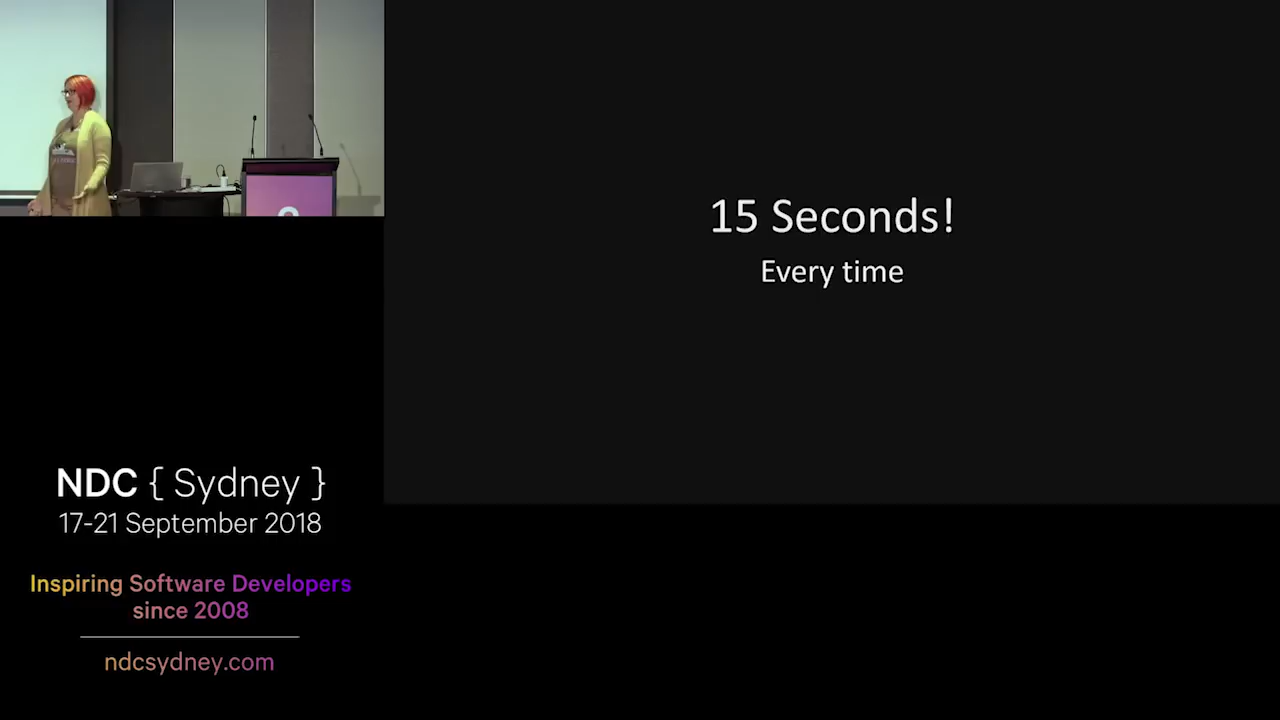 15 Seconds!
Every time
NDC { Sydney }
17-21 September 2018
Inspiring Software Developers
since 2008
ndcsydney.com